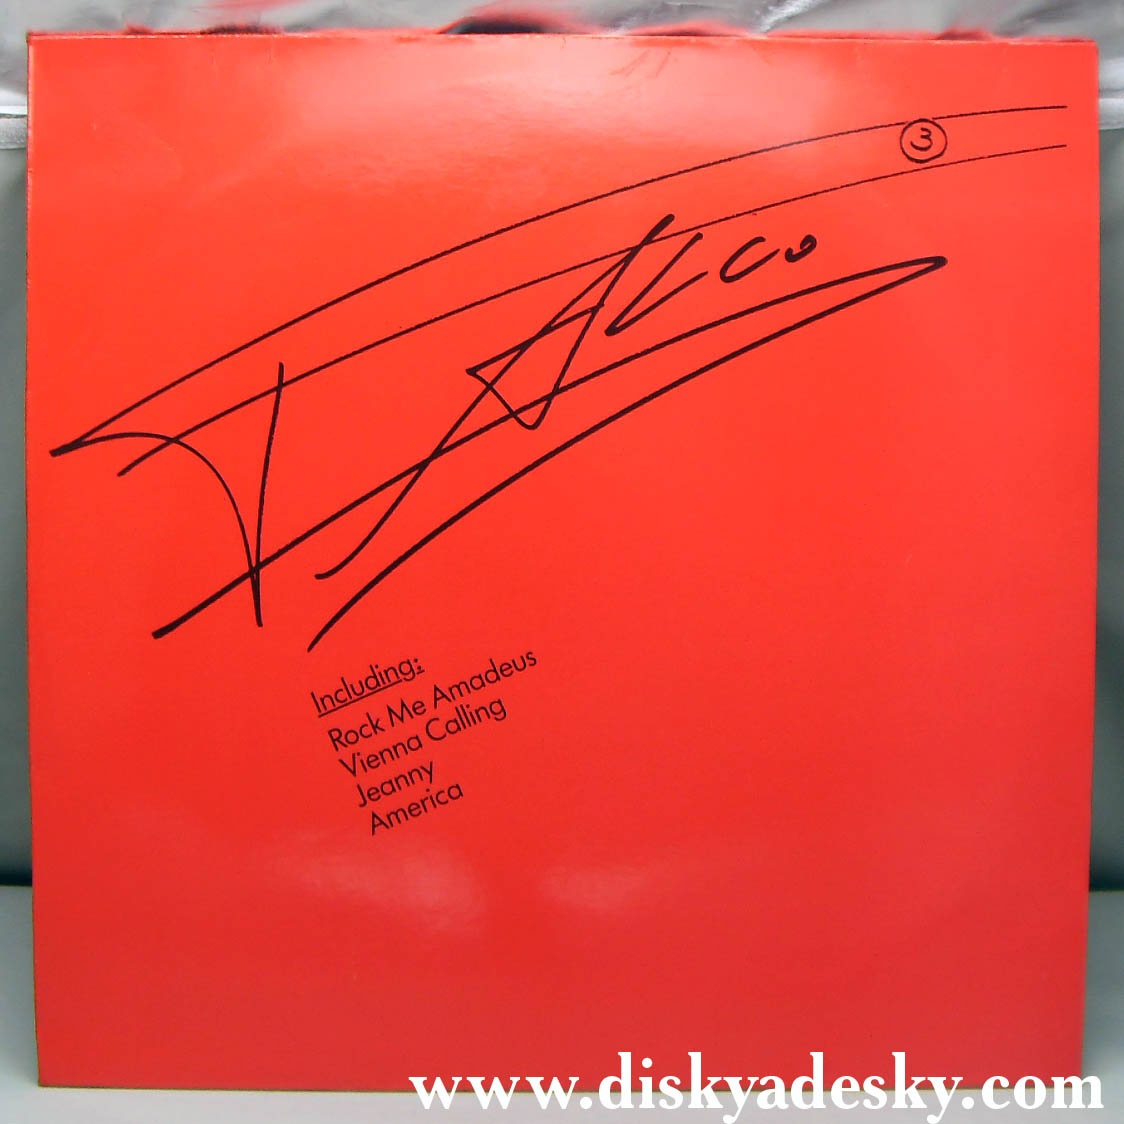 3
Falco
Including:
Rock Me Amadeus
Vienna Calling
Jeanny
America
www.diskyadesky.com